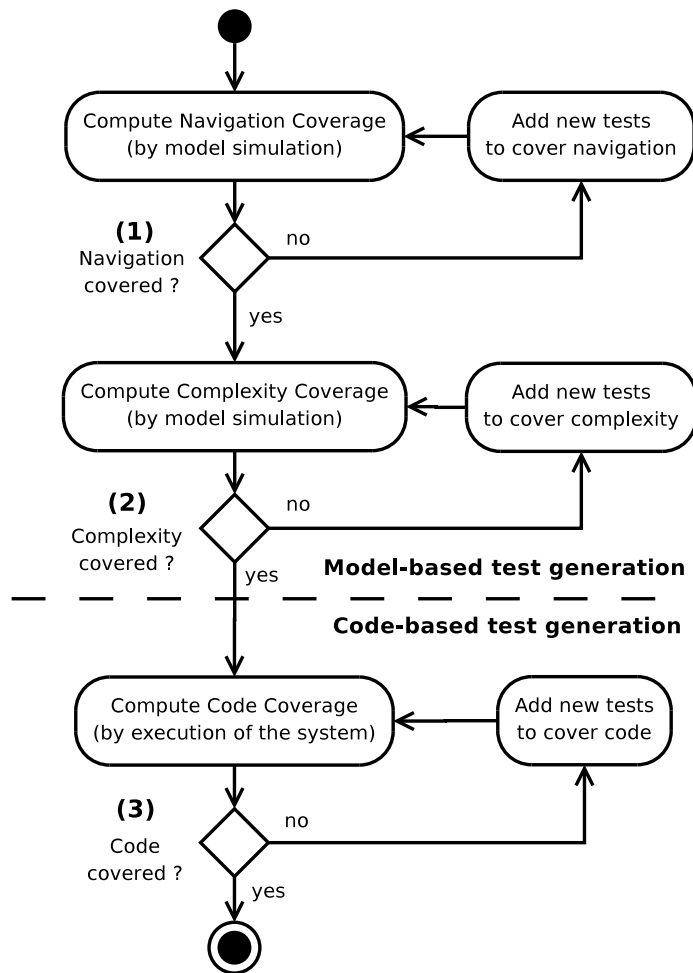 Compute Navigation Coverage
(by model simulation)
Add new tests
to cover navigation
(1)
Navigation
covered ?
no
yes
Compute Complexity Coverage
(by model simulation)
Add new tests
to cover complexity
(2)
Complexity
covered ?
no
yes
Model-based test generation
Code-based test generation
Compute Code Coverage
(by execution of the system)
Add new tests
to cover code
(3)
Code
covered ?
no
yes